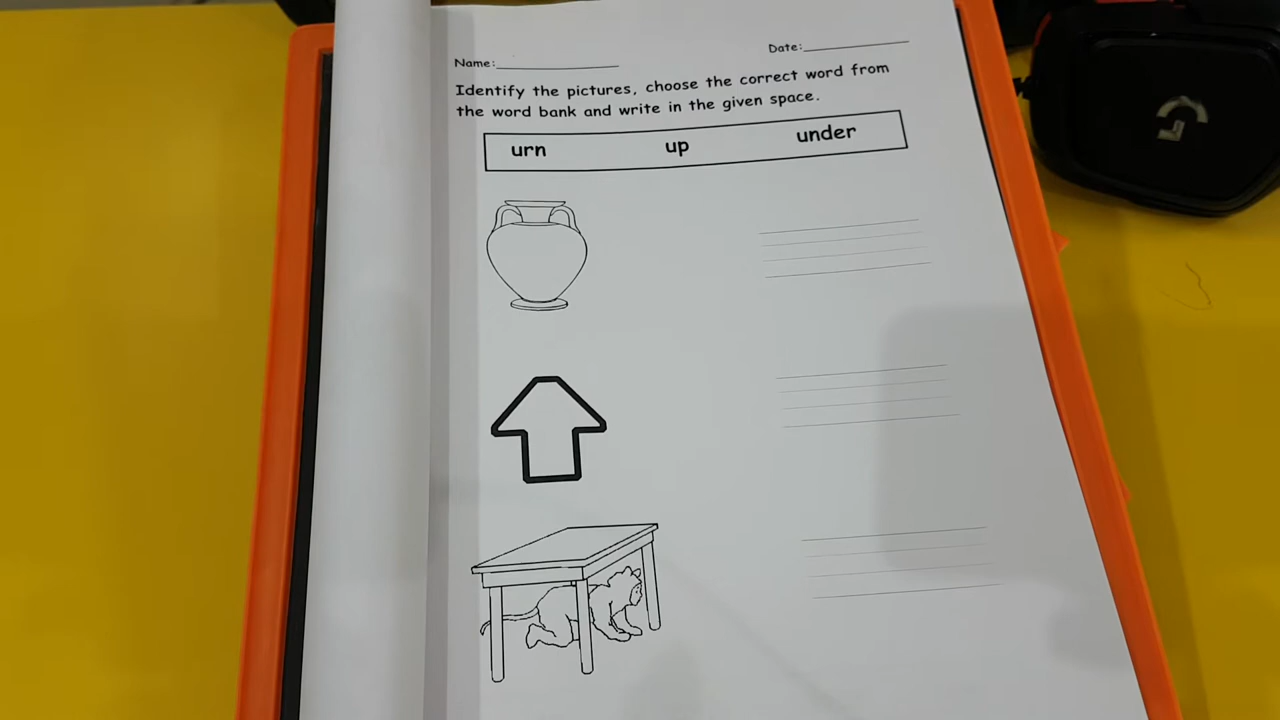 Name:
Date:
Identify the pictures, choose the correct word from
the word bank and write in the given space.
urn up under